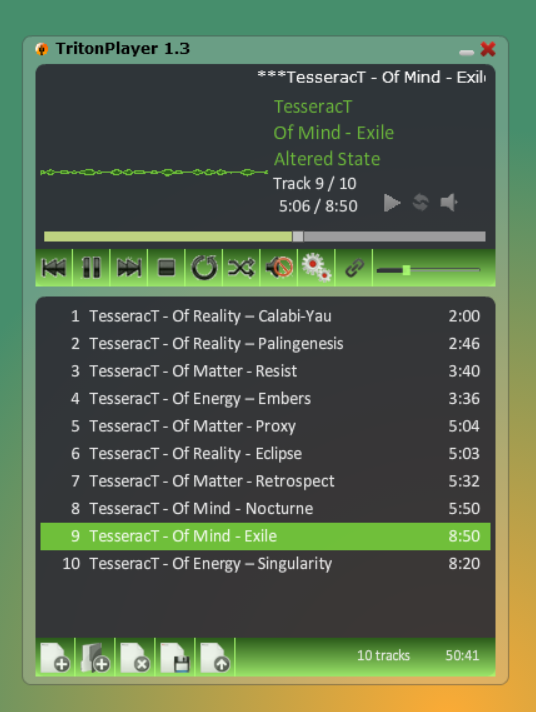 TritonPlayer 1.3
***TesseracT - Of Mind - Exile
TesseracT
Of Mind - Exile
Altered State
Track 9 / 10
5:06 / 8:50
1 TesseracT - Of Reality – Calabi-Yau 2:00
2 TesseracT - Of Reality – Palingenesis 2:46
3 TesseracT - Of Matter - Resist 3:40
4 TesseracT - Of Energy – Embers 3:36
5 TesseracT - Of Matter - Proxy 5:04
6 TesseracT - Of Reality - Eclipse 5:03
7 TesseracT - Of Matter - Retrospect 5:32
8 TesseracT - Of Mind - Nocturne 5:50
9 TesseracT - Of Mind - Exile 8:50
10 TesseracT - Of Energy – Singularity 8:20
10 tracks 50:41